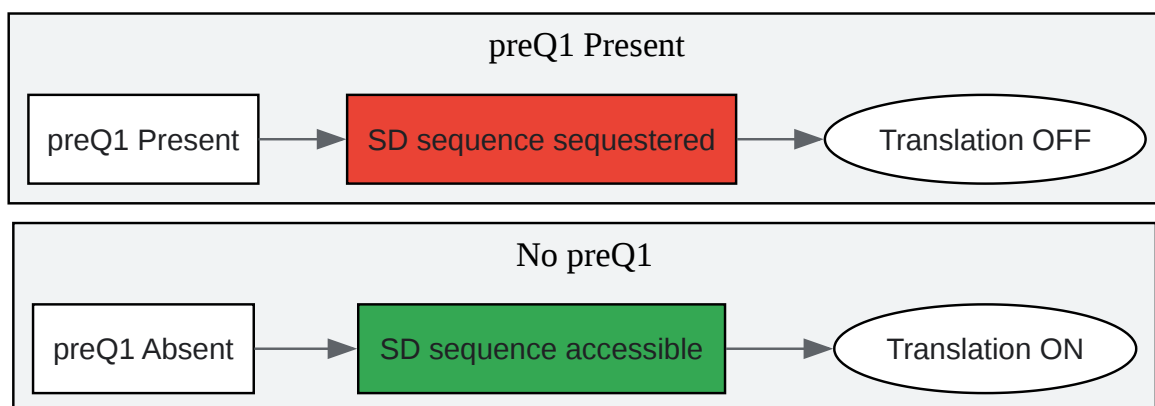 preQ1 Present
preQ1 Present
SD sequence sequestered
Translation OFF
No preQ1
preQ1 Absent
SD sequence accessible
Translation ON